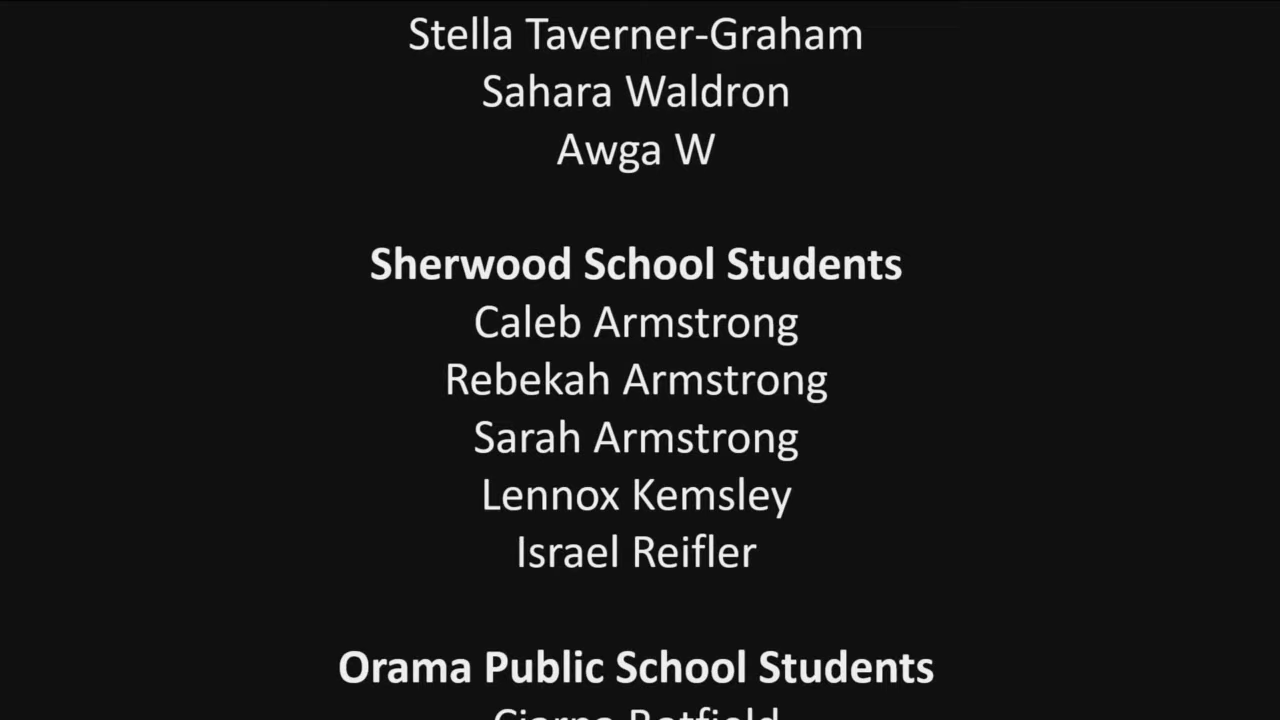 Stella Taverner-Graham
Sahara Waldron
Awga W
Sherwood School Students
Caleb Armstrong
Rebekah Armstrong
Sarah Armstrong
Lennox Kemsley
Israel Reifler
Orama Public School Students